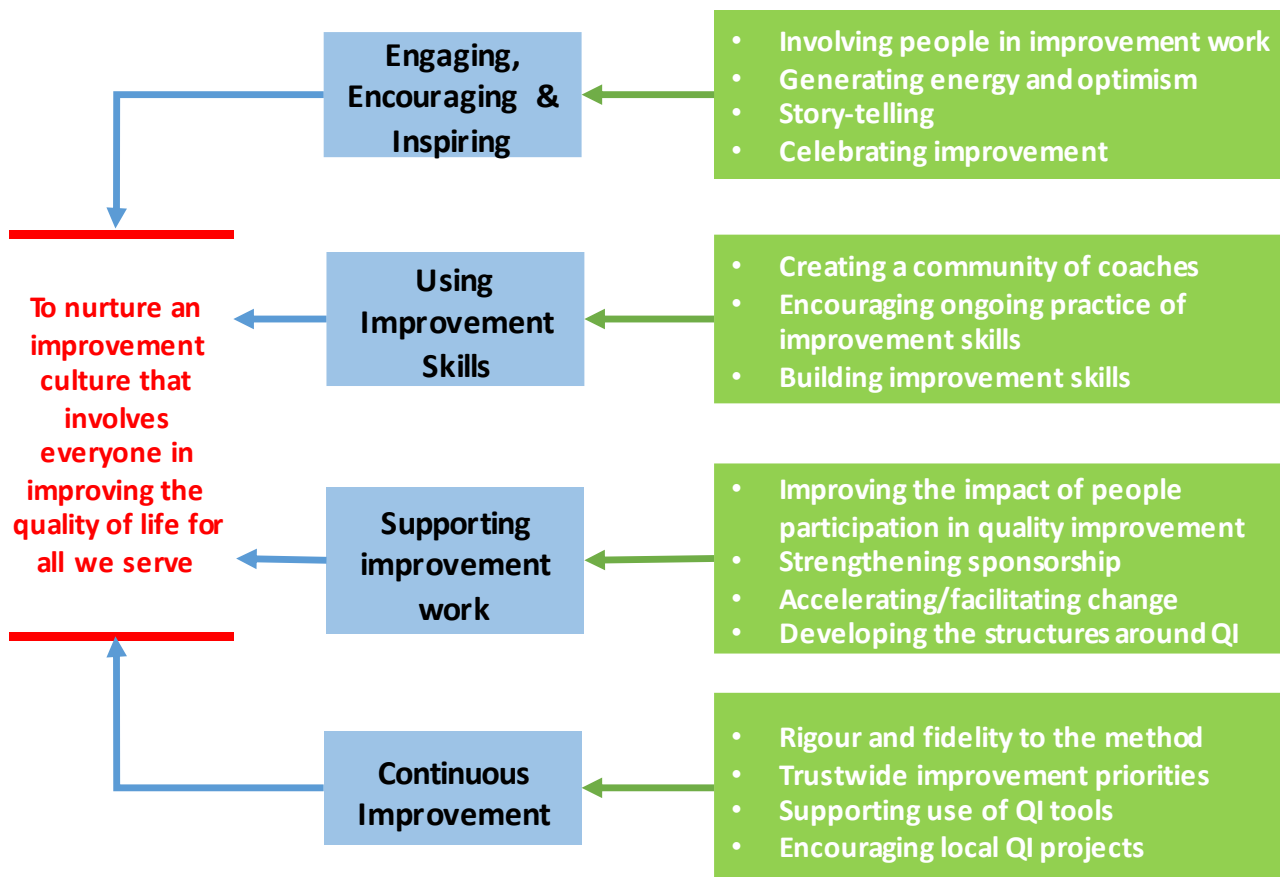 Engaging,
Encouraging &
Inspiring
• Involving people in improvement work
• Generating energy and optimism
• Story-telling
• Celebrating improvement
To nurture an
improvement
culture that
involves
everyone in
improving the
quality of life for
all we serve
Using
Improvement
Skills
• Creating a community of coaches
• Encouraging ongoing practice of
improvement skills
• Building improvement skills
Supporting
improvement
work
• Improving the impact of people
participation in quality improvement
• Strengthening sponsorship
• Accelerating/facilitating change
• Developing the structures around QI
Continuous
Improvement
• Rigour and fidelity to the method
• Trustwide improvement priorities
• Supporting use of QI tools
• Encouraging local QI projects